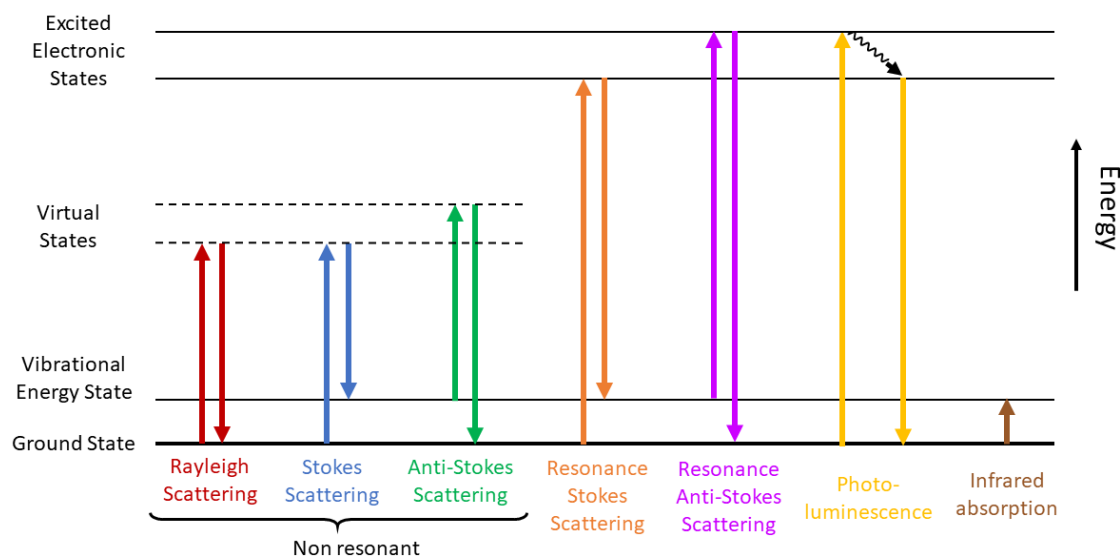 Excited
Electronic
States
Virtual
States
Vibrational
Energy State
Ground State
Energy
Rayleigh
Scattering
Stokes
Scattering
Anti-Stokes
Scattering
Resonance
Stokes
Scattering
Resonance
Anti-Stokes
Scattering
Photo-
luminescence
Infrared
absorption
Non resonant